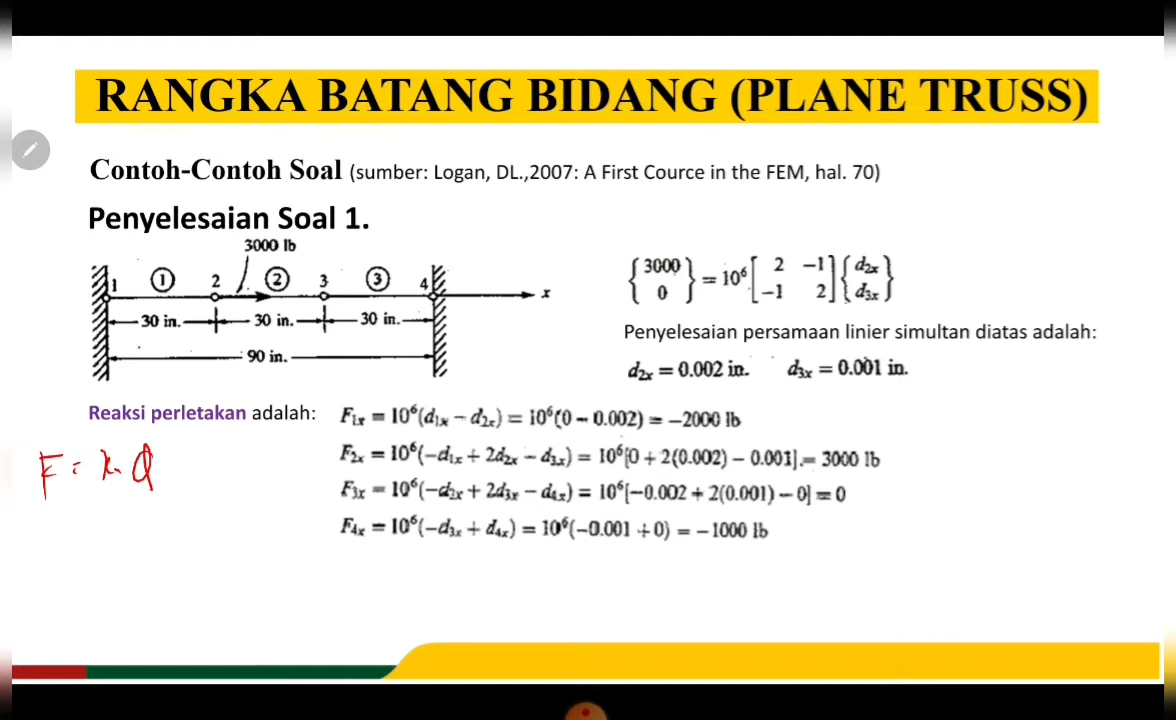 RANGKA BATANG BIDANG (PLANE TRUSS)
Contoh-Contoh Soal (sumber: Logan, DL.,2007: A First Cource in the FEM, hal. 70)
Penyelesaian Soal 1.
3000 lb
1 ① 2 ② 3 ③ 4
x
30 in. 30 in. 30 in.
90 in.
{3000 0} = 10⁶ [2 −1 −1 2] {d₂ₓ d₃ₓ}
Penyelesaian persamaan linier simultan diatas adalah:
d₂ₓ = 0.002 in. d₃ₓ = 0.001 in.
Reaksi perletakan adalah:
F₁ₓ = 10⁶(d₁ₓ − d₂ₓ) = 10⁶(0 − 0.002) = −2000 lb
F₂ₓ = 10⁶(−d₁ₓ + 2d₂ₓ − d₃ₓ) = 10⁶[0 + 2(0.002) − 0.001] = 3000 lb
F₃ₓ = 10⁶(−d₂ₓ + 2d₃ₓ − d₄ₓ) = 10⁶[−0.002 + 2(0.001) − 0] = 0
F₄ₓ = 10⁶(−d₃ₓ + d₄ₓ) = 10⁶(−0.001 + 0) = −1000 lb
F = k d